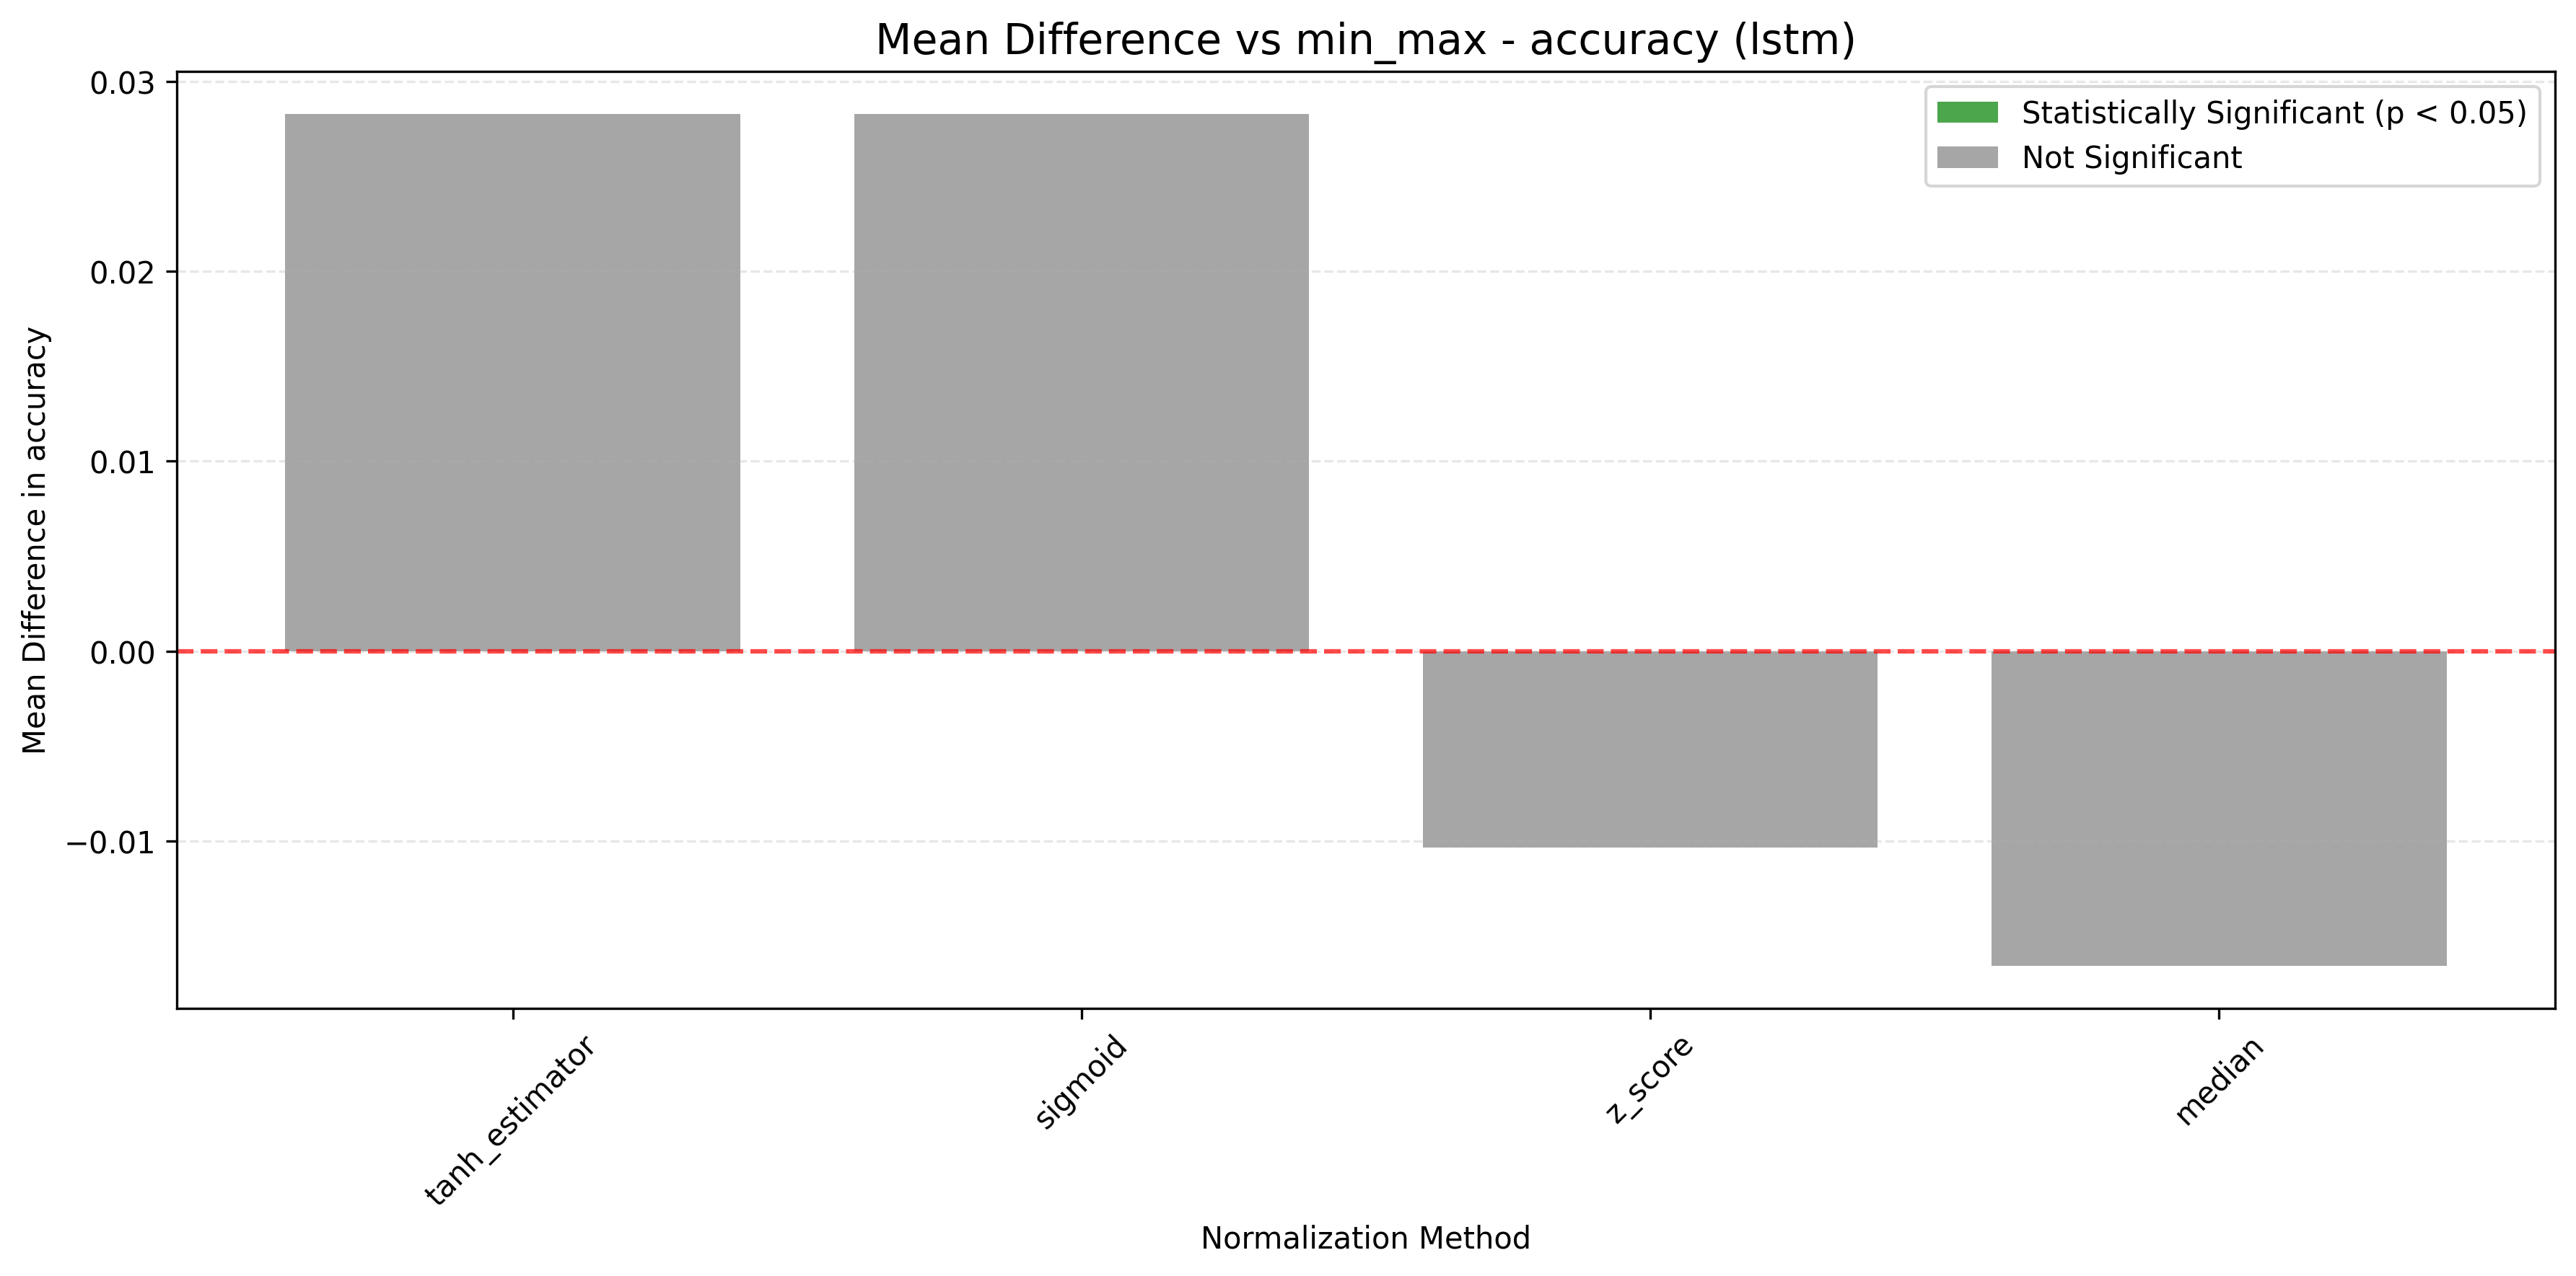 Mean Difference vs min_max - accuracy (lstm)
Statistically Significant (p < 0.05)
Not Significant
Mean Difference in accuracy
0.03
0.02
0.01
0.00
−0.01
tanh_estimator
sigmoid
z_score
median
Normalization Method